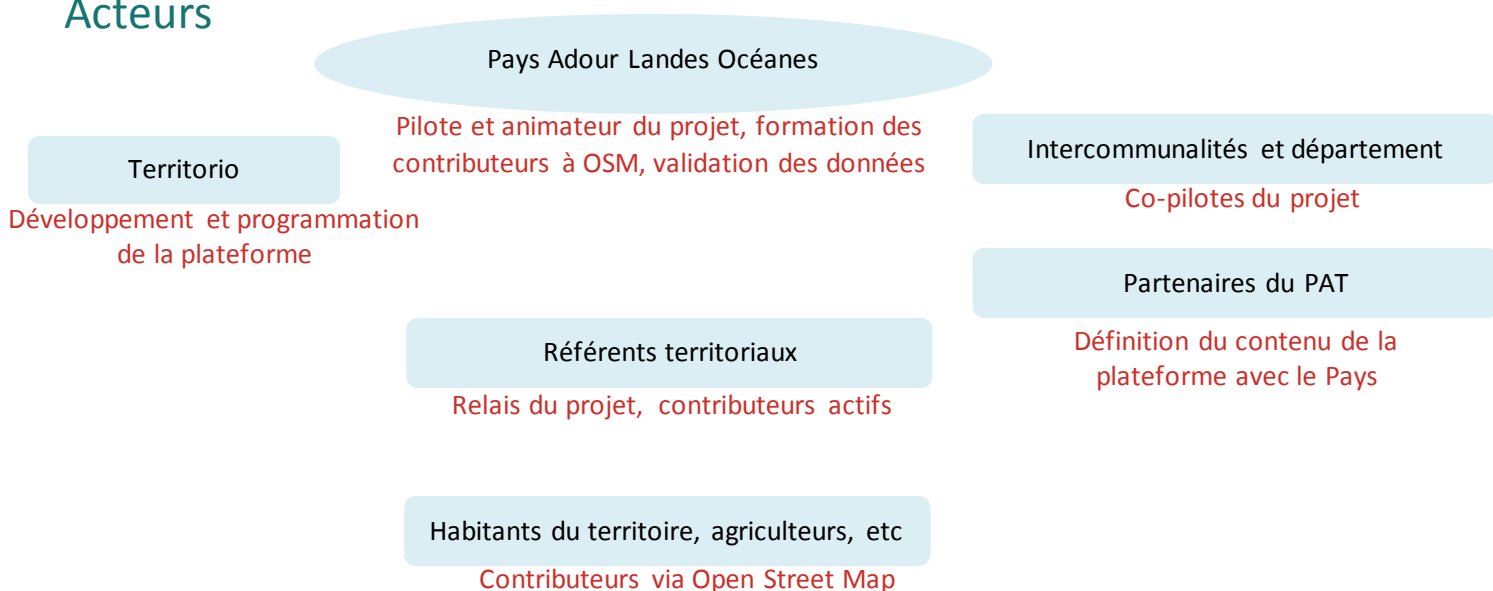 Acteurs
Pays Adour Landes Océanes
Pilote et animateur du projet, formation des
contributeurs à OSM, validation des données
Territorio
Développement et programmation
de la plateforme
Intercommunalités et département
Co-pilotes du projet
Partenaires du PAT
Définition du contenu de la
plateforme avec le Pays
Référents territoriaux
Relais du projet, contributeurs actifs
Habitants du territoire, agriculteurs, etc
Contributeurs via Open Street Map